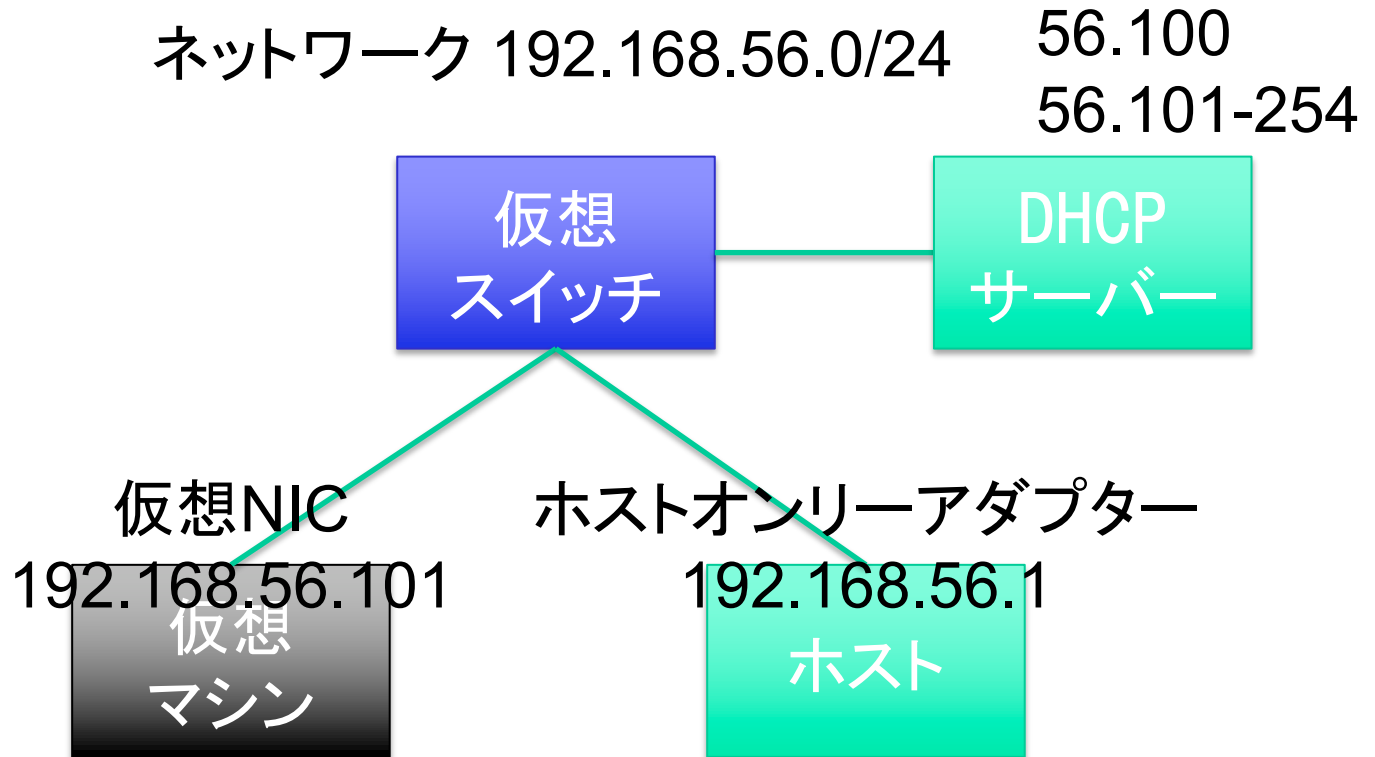 ネットワーク 192.168.56.0/24
56.100
56.101-254
仮想
スイッチ
DHCP
サーバー
仮想NIC
192.168.56.101
ホストオンリーアダプター
192.168.56.1
仮想
マシン
ホスト